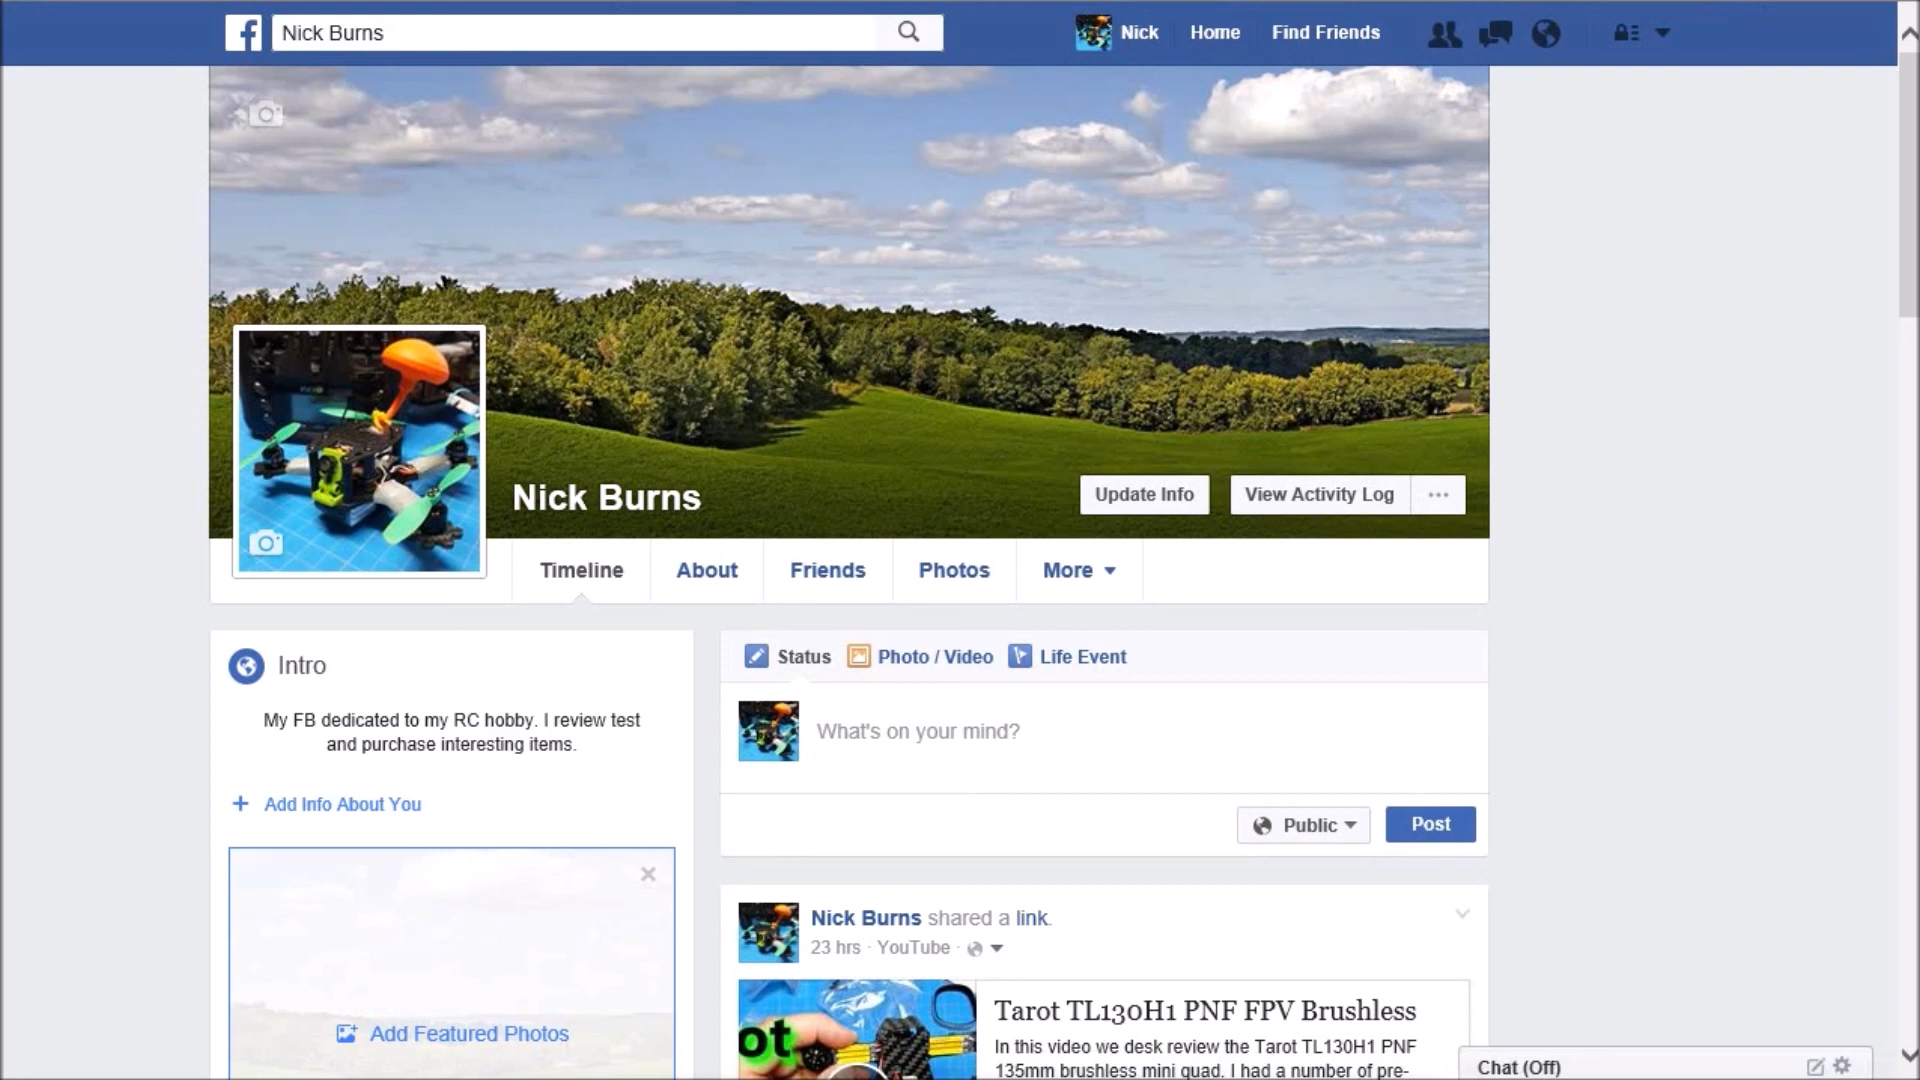 Nick Burns
Nick
Home
Find Friends
Nick Burns
Update Info
View Activity Log
Timeline
About
Friends
Photos
More
Intro
My FB dedicated to my RC hobby. I review test
and purchase interesting items.
+ Add Info About You
Add Featured Photos
Status
Photo / Video
Life Event
What's on your mind?
Public
Post
Nick Burns shared a link.
23 hrs · YouTube ·
ot
Tarot TL130H1 PNF FPV Brushless
In this video we desk review the Tarot TL130H1 PNF
135mm brushless mini quad. I had a number of pre-
Chat (Off)